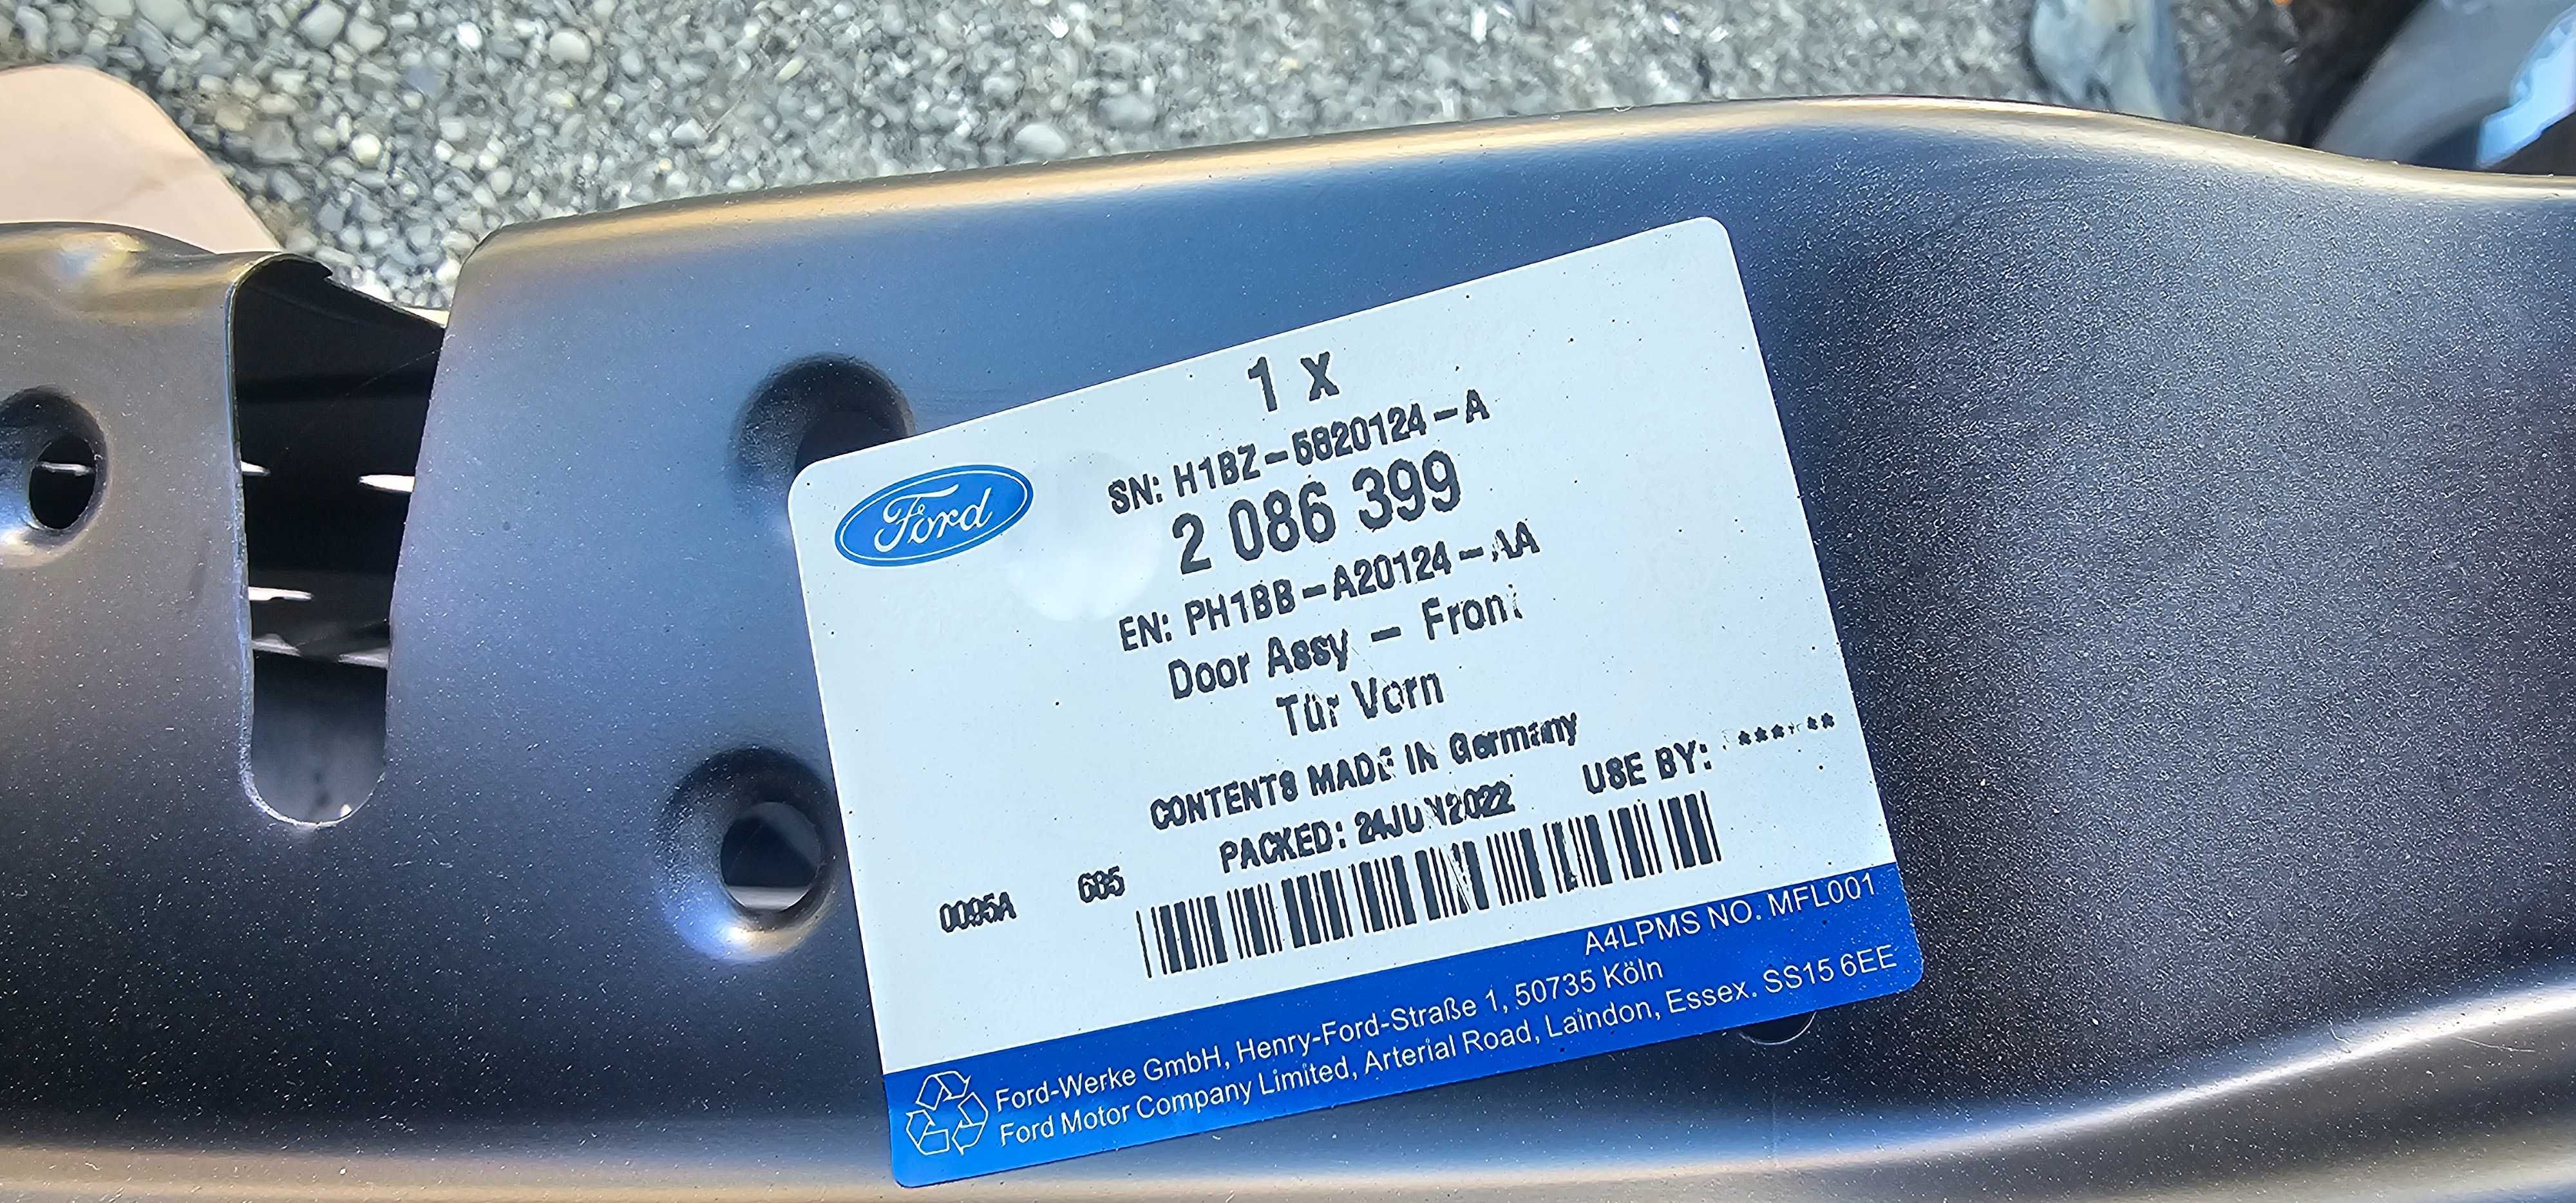 1 x
SN: H1BZ-5820124-A
Ford
2 086 399
EN: PH1BB-A20124-AA
Door Assy - Front
Tür Vorn
CONTENTS MADE IN Germany
PACKED: 24JUN2022 USE BY: *******
0095A 685
A4LPMS NO. MFL001
Ford-Werke GmbH, Henry-Ford-Straße 1, 50735 Köln
Ford Motor Company Limited, Arterial Road, Laindon, Essex. SS15 6EE